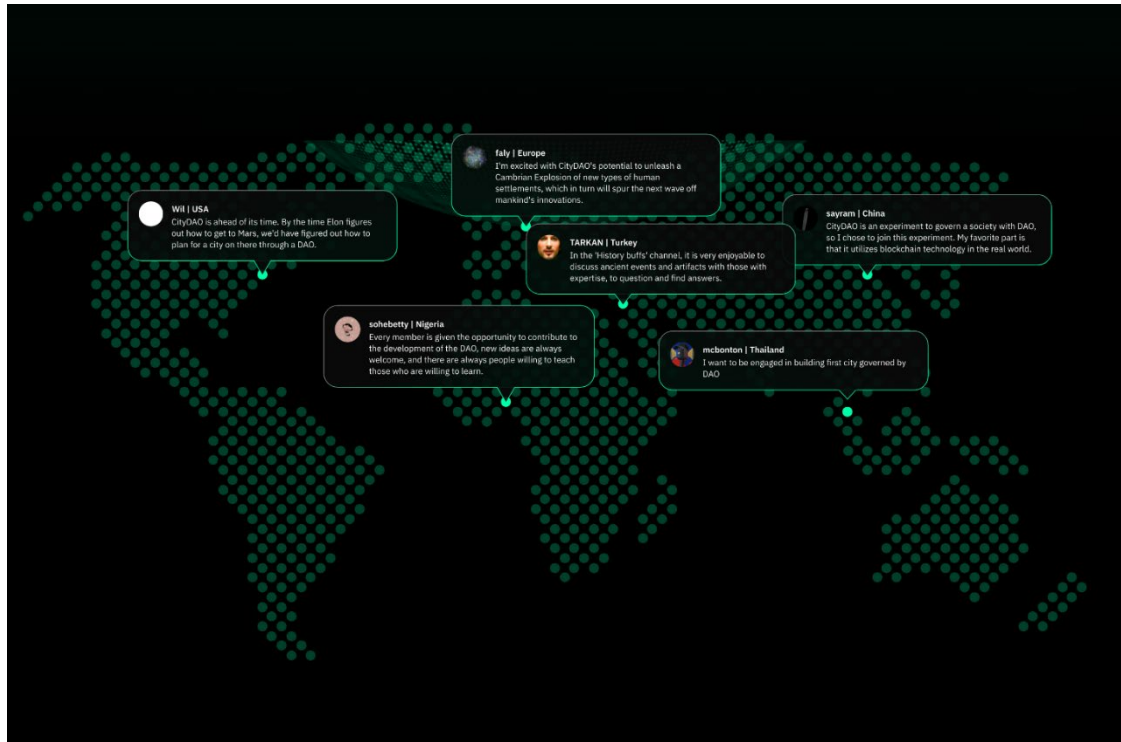 faly | Europe
I'm excited with CityDAO's potential to unleash a
Cambrian Explosion of new types of human
settlements, which in turn will spur the next wave off
mankind's innovations.
Wil | USA
CityDAO is ahead of its time. By the time Elon figures
out how to get to Mars, we'd have figured out how to
plan for a city on there through a DAO.
sayram | China
CityDAO is an experiment to govern a society with DAO,
so I chose to join this experiment. My favorite part is
that it utilizes blockchain technology in the real world.
TARKAN | Turkey
In the 'History buffs' channel, it is very enjoyable to
discuss ancient events and artifacts with those with
expertise, to question and find answers.
sohebetty | Nigeria
Every member is given the opportunity to contribute to
the development of the DAO, new ideas are always
welcome, and there are always people willing to teach
those who are willing to learn.
mcbonton | Thailand
I want to be engaged in building first city governed by
DAO